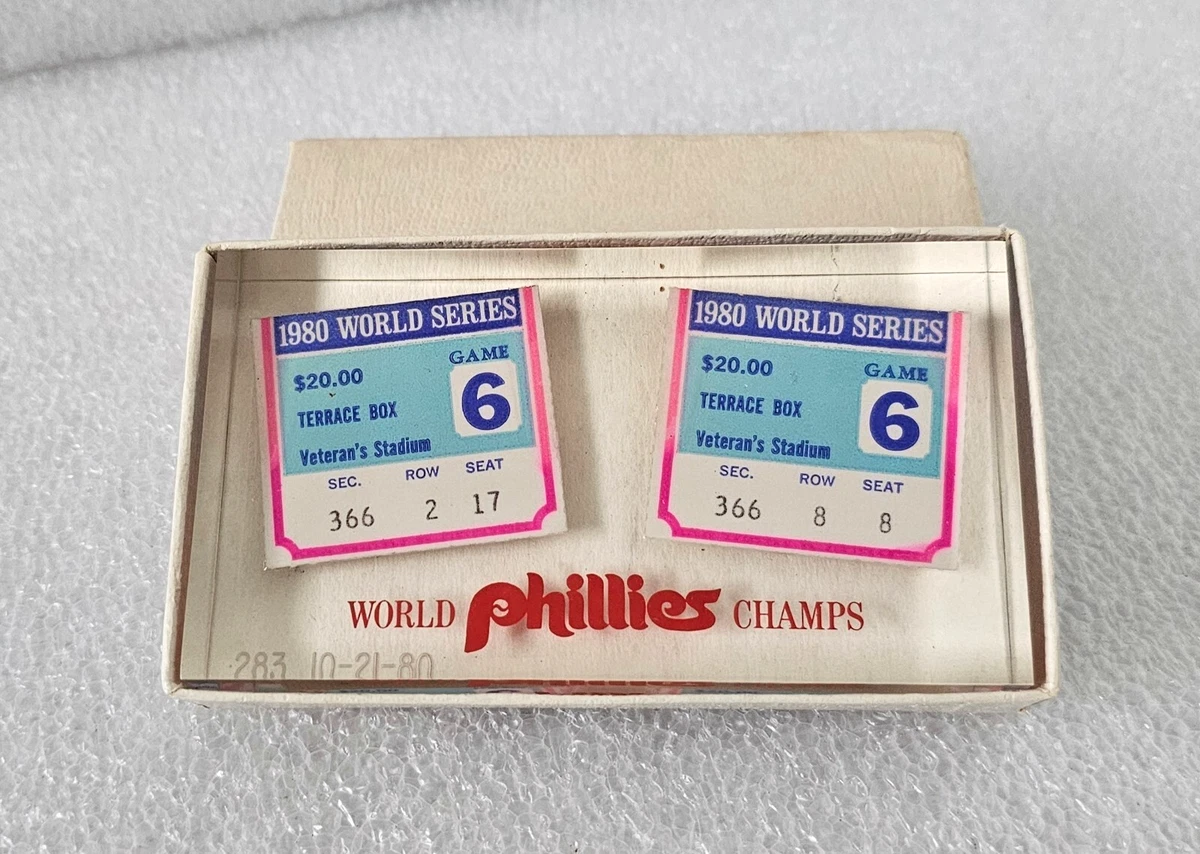 1980 WORLD SERIES
$20.00
GAME
6
TERRACE BOX
Veteran's Stadium
SEC. ROW SEAT
366 2 17
1980 WORLD SERIES
$20.00
GAME
6
TERRACE BOX
Veteran's Stadium
SEC. ROW SEAT
366 8 8
WORLD Phillies CHAMPS
283 10-21-80